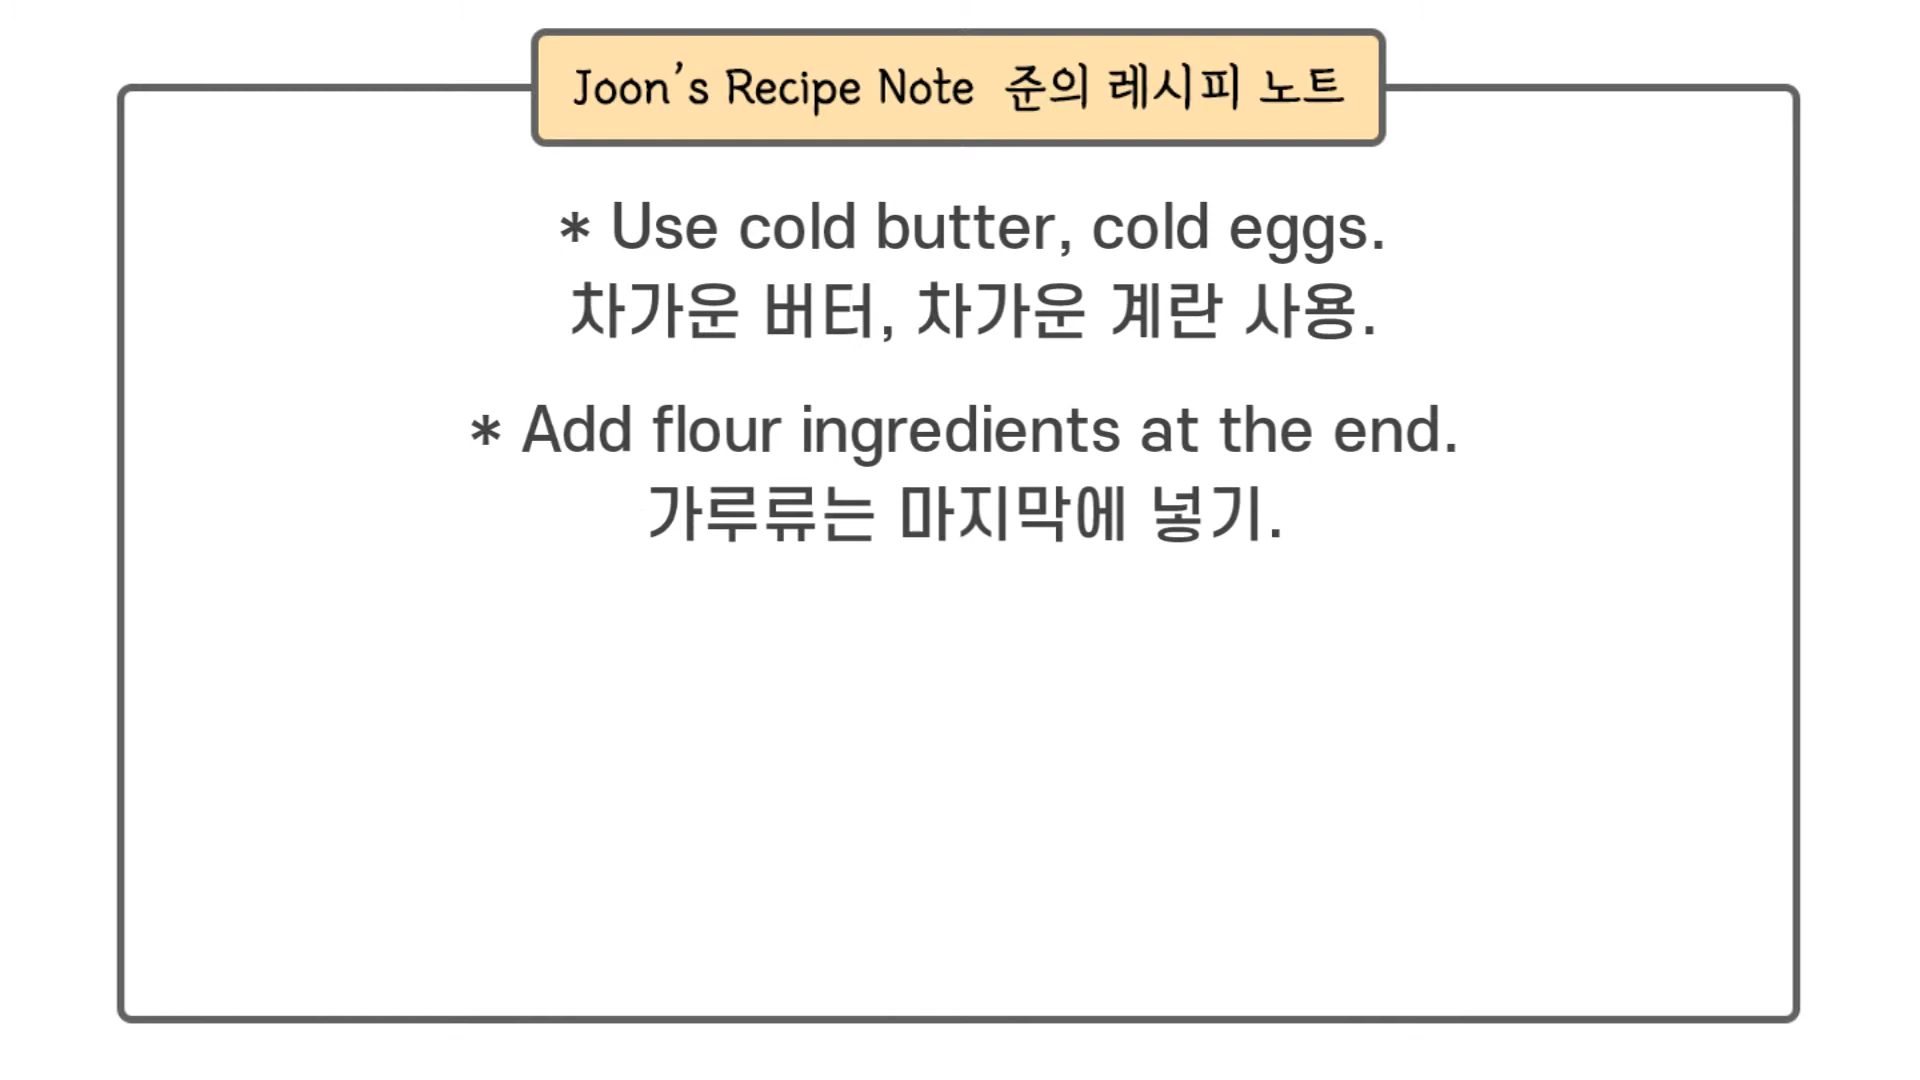 Joon's Recipe Note 준의 레시피 노트
* Use cold butter, cold eggs.
차가운 버터, 차가운 계란 사용.
* Add flour ingredients at the end.
가루류는 마지막에 넣기.